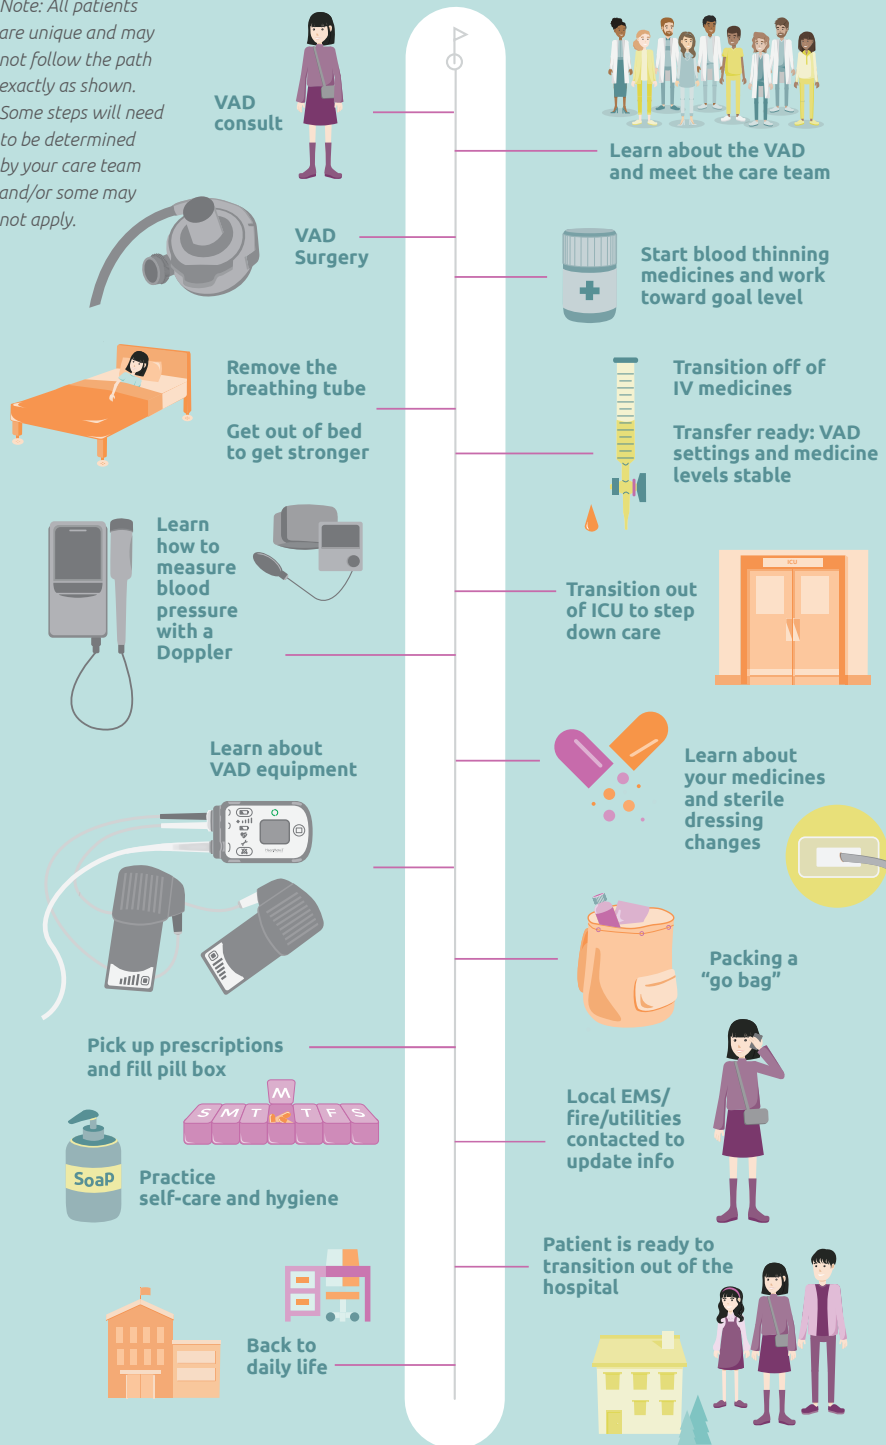 Note: All patients
are unique and may
not follow the path
exactly as shown.
Some steps will need
to be determined
by your care team
and/or some may
not apply.
VAD
consult
Learn about the VAD
and meet the care team
VAD
Surgery
Start blood thinning
medicines and work
toward goal level
Remove the
breathing tube
Get out of bed
to get stronger
Transition off of
IV medicines
Transfer ready: VAD
settings and medicine
levels stable
Transition out
of ICU to step
down care
ICU
Learn
how to
measure
blood
pressure
with a
Doppler
Learn about
your medicines
and sterile
dressing
changes
Learn about
VAD equipment
Packing a
“go bag”
Pick up prescriptions
and fill pill box
W
S M T T F S
Local EMS/
fire/utilities
contacted to
update info
Soap
Practice
self-care and hygiene
Patient is ready to
transition out of the
hospital
Back to
daily life